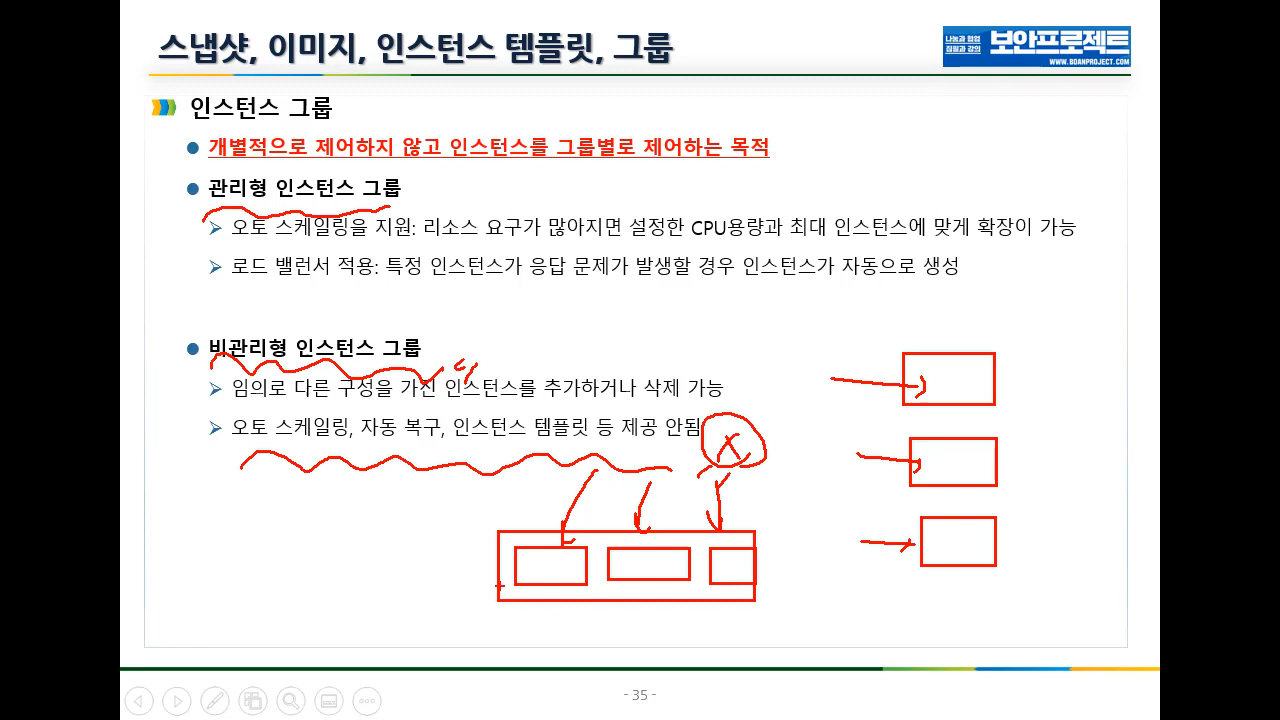 스냅샷, 이미지, 인스턴스 템플릿, 그룹
나눔과 협업
집필과 강의
보안프로젝트
WWW.BOANPROJECT.COM
인스턴스 그룹
개별적으로 제어하지 않고 인스턴스를 그룹별로 제어하는 목적
관리형 인스턴스 그룹
오토 스케일링을 지원: 리소스 요구가 많아지면 설정한 CPU용량과 최대 인스턴스에 맞게 확장이 가능
로드 밸런서 적용: 특정 인스턴스가 응답 문제가 발생할 경우 인스턴스가 자동으로 생성
비관리형 인스턴스 그룹
임의로 다른 구성을 가진 인스턴스를 추가하거나 삭제 가능
오토 스케일링, 자동 복구, 인스턴스 템플릿 등 제공 안됨
X
- 35 -